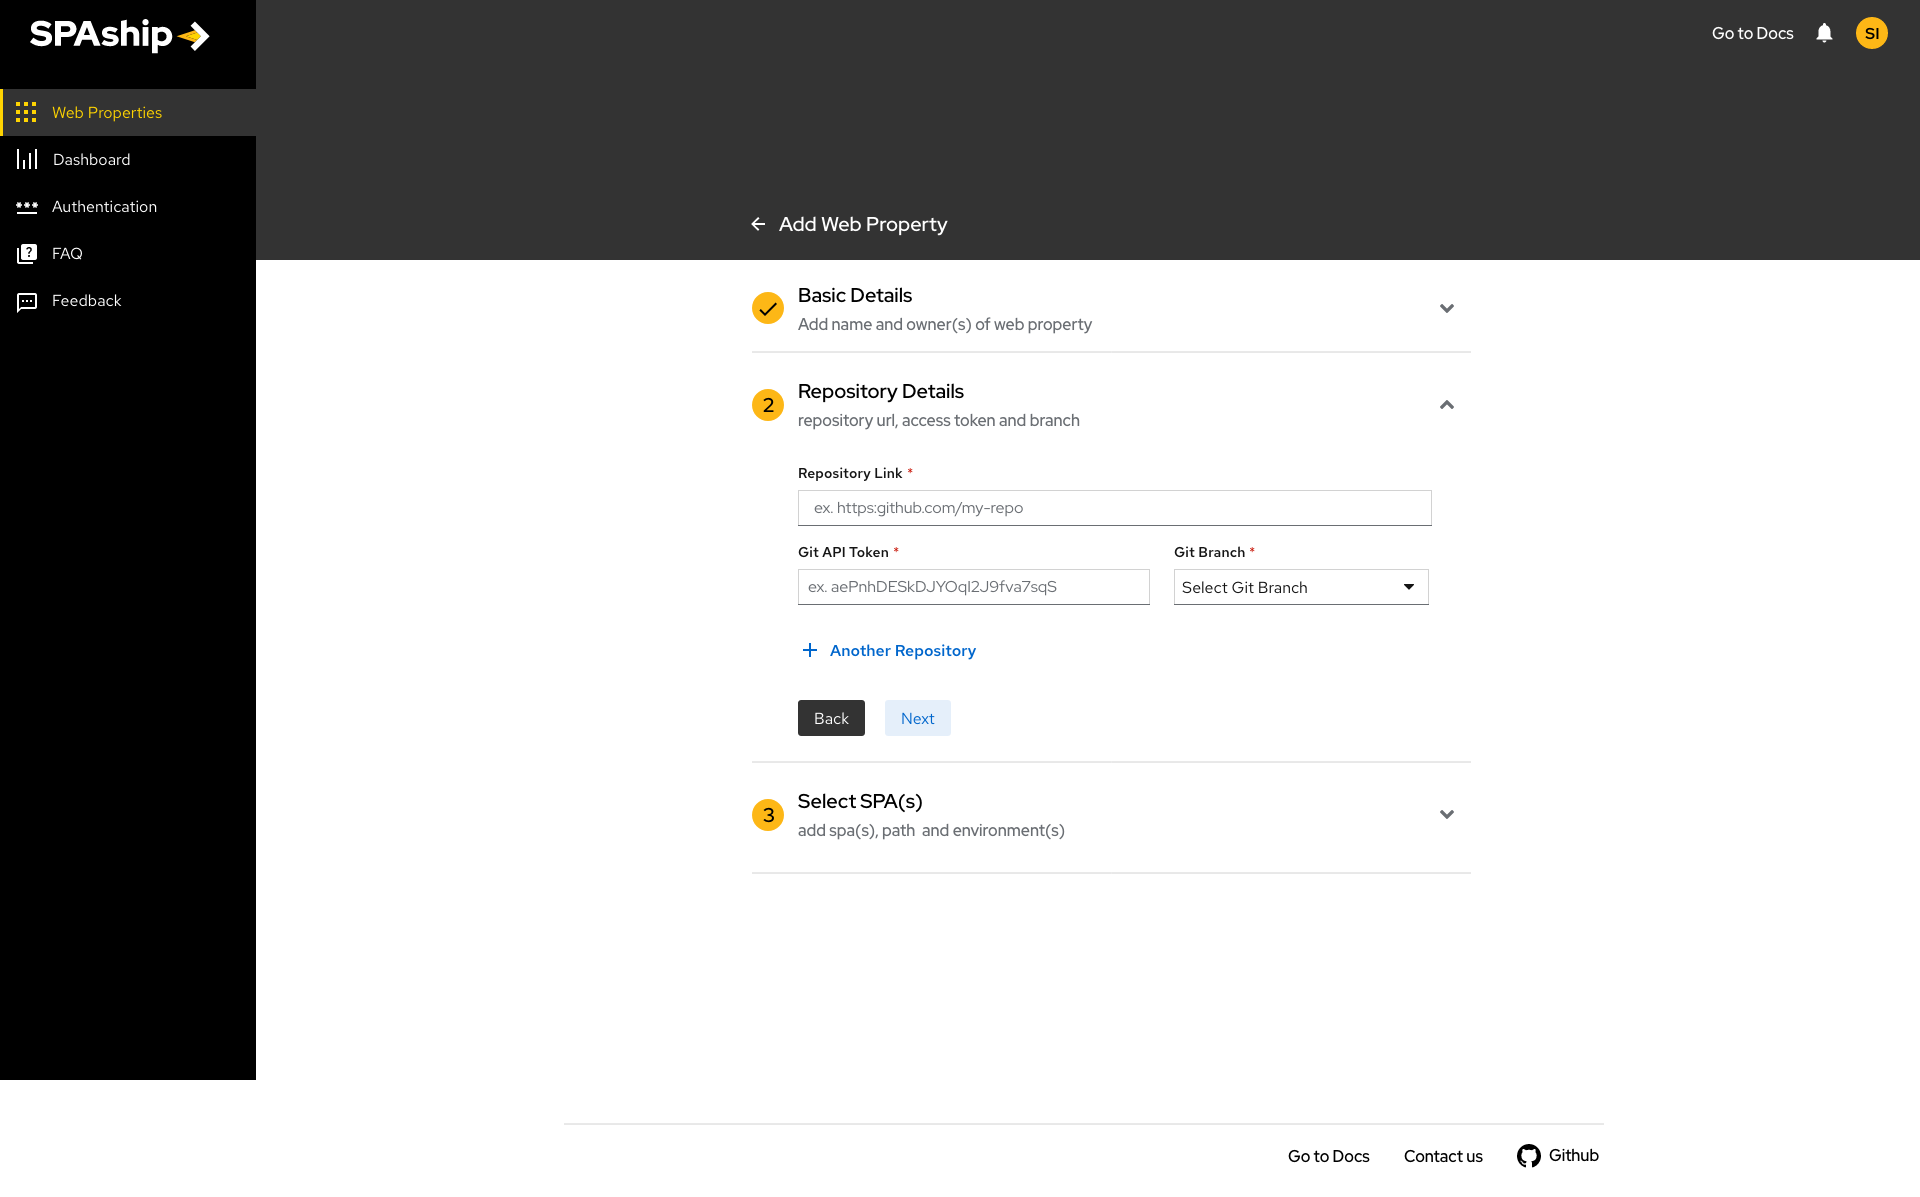 SPAship
Go to Docs
SI
Web Properties
Dashboard
Authentication
FAQ
Feedback
Add Web Property
Basic Details
Add name and owner(s) of web property
2
Repository Details
repository url, access token and branch
Repository Link *
ex. https:github.com/my-repo
Git API Token *
Git Branch *
ex. aePnhDESkDJYOqI2J9fva7sqS
Select Git Branch
Another Repository
Back
Next
3
Select SPA(s)
add spa(s), path  and environment(s)
Go to Docs
Contact us
Github